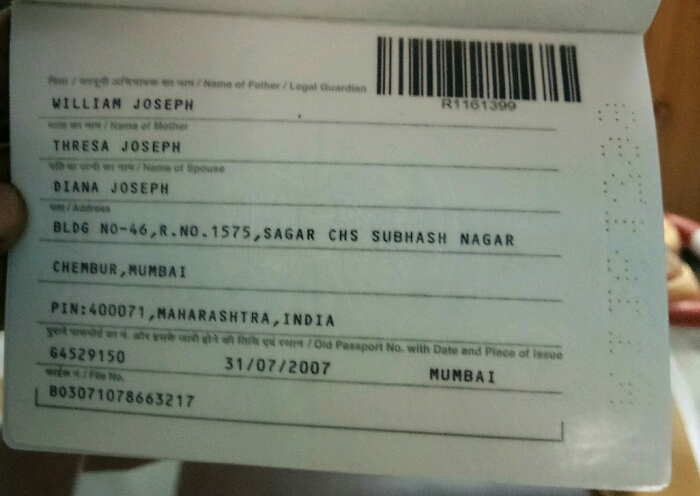 पिता / कानूनी अभिभावक का नाम / Name of Father / Legal Guardian
R1161399
WILLIAM JOSEPH
माता का नाम / Name of Mother
THRESA JOSEPH
पति या पत्नी का नाम / Name of Spouse
DIANA JOSEPH
पता / Address
BLDG NO-46,R.NO.1575,SAGAR CHS SUBHASH NAGAR
CHEMBUR,MUMBAI
PIN:400071,MAHARASHTRA,INDIA
पुराने पासपोर्ट का नं. और इसके जारी होने की तिथि एवं स्थान / Old Passport No. with Date and Place of Issue
G4529150 31/07/2007 MUMBAI
फाईल नं. / File No.
BO3071078663217